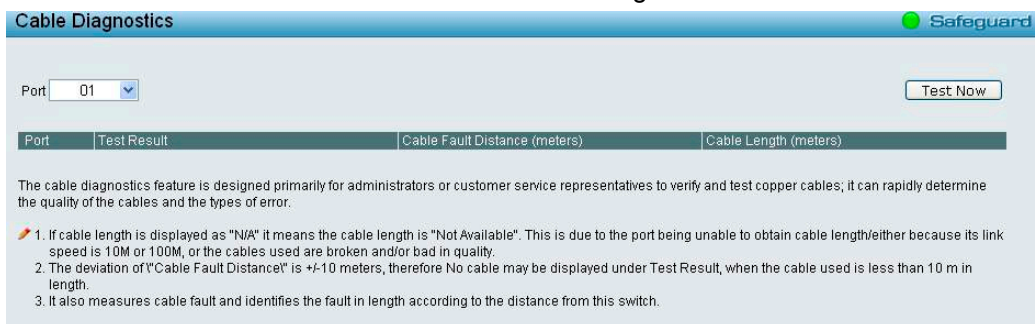 Cable Diagnostics
Safeguard
Port 01
Test Now
Port Test Result Cable Fault Distance (meters) Cable Length (meters)
The cable diagnostics feature is designed primarily for administrators or customer service representatives to verify and test copper cables; it can rapidly determine
the quality of the cables and the types of error.
1. If cable length is displayed as "N/A" it means the cable length is "Not Available". This is due to the port being unable to obtain cable length/either because its link
speed is 10M or 100M, or the cables used are broken and/or bad in quality.
2. The deviation of \"Cable Fault Distance\" is +/-10 meters, therefore No cable may be displayed under Test Result, when the cable used is less than 10 m in
length.
3. It also measures cable fault and identifies the fault in length according to the distance from this switch.